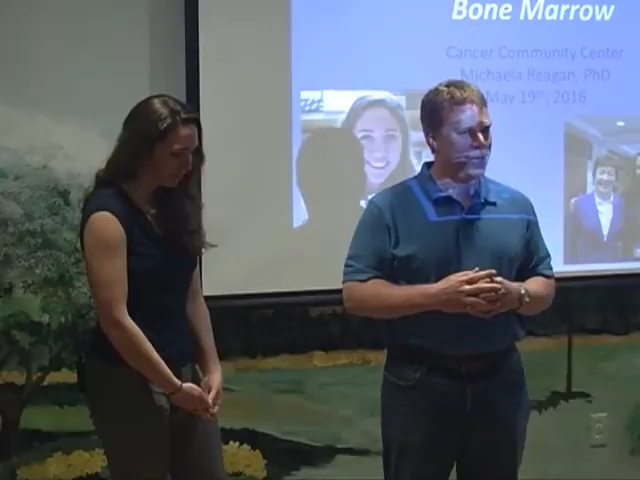 Bone Marrow
Cancer Community Center
Michaela Reagan, PhD
May 19th, 2016